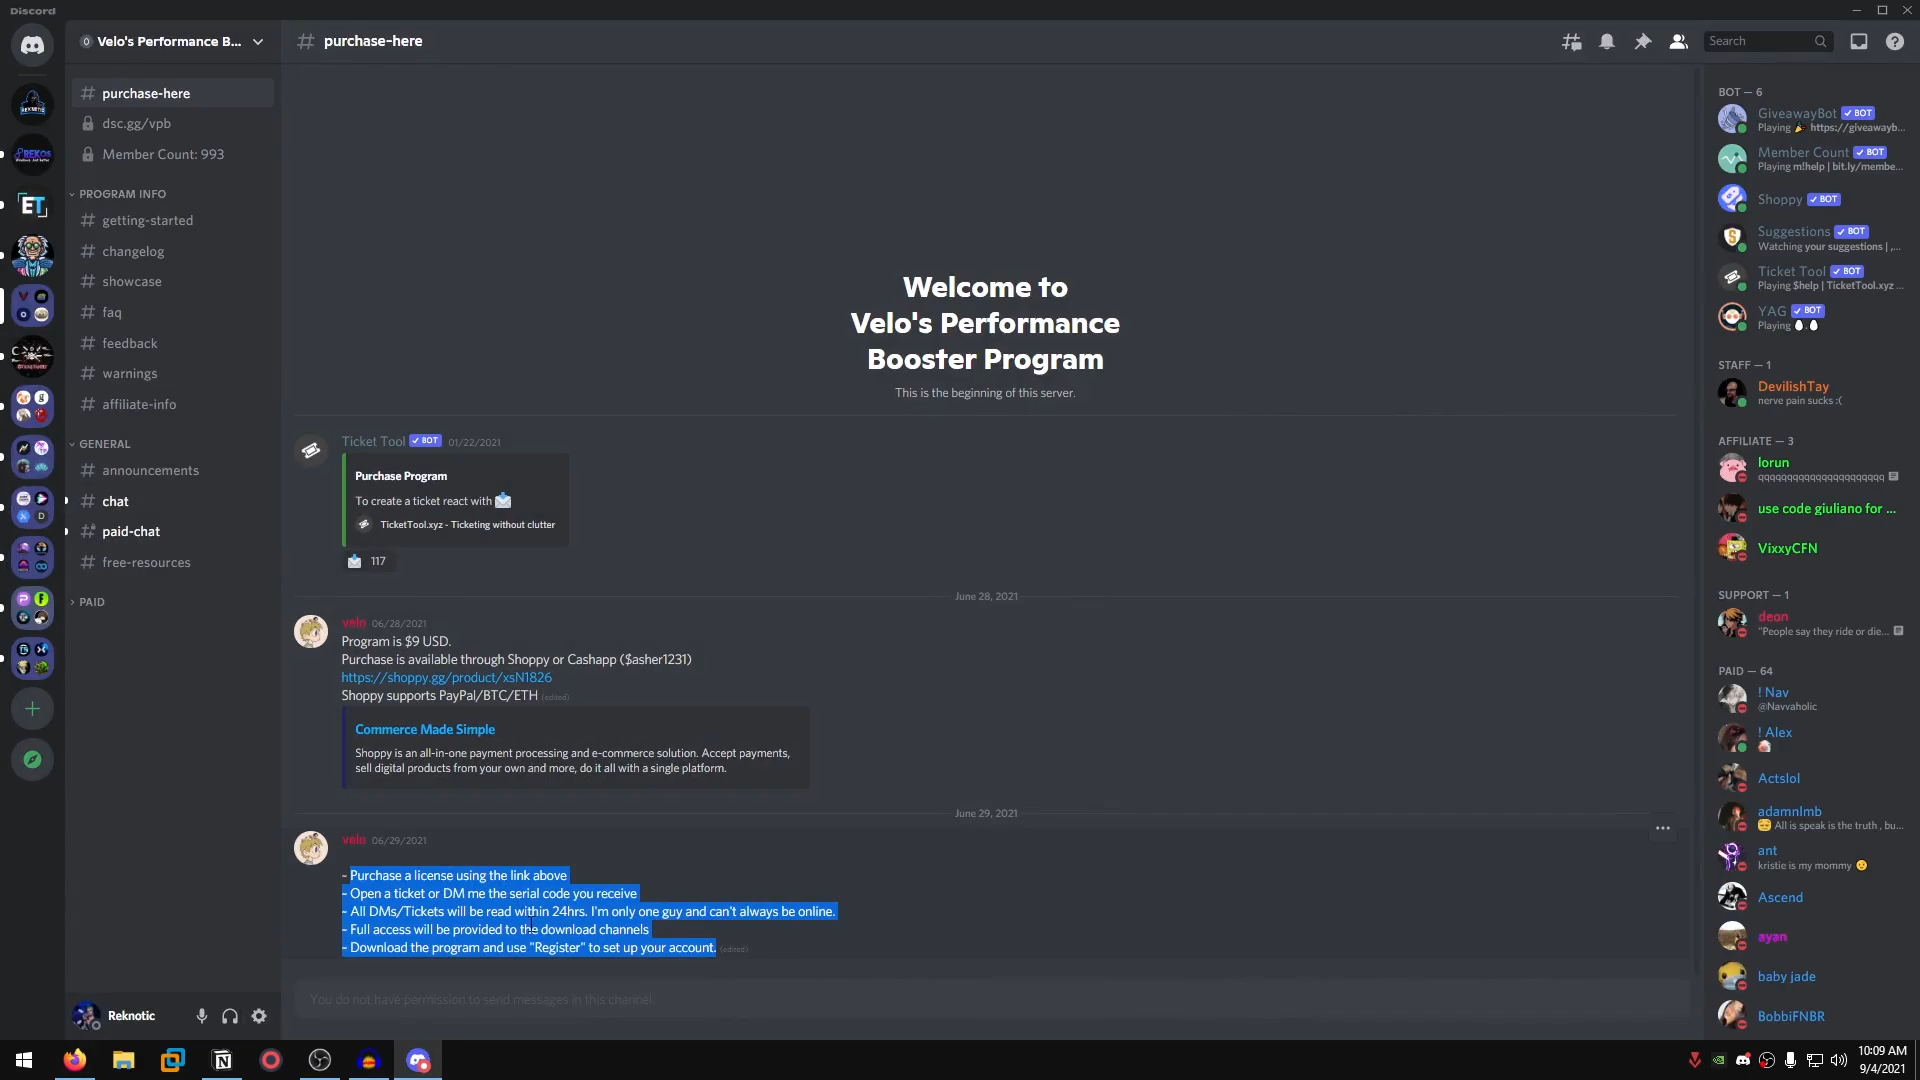 Discord
Velo's Performance B...
purchase-here
Search
purchase-here
dsc.gg/vpb
Member Count: 993
PROGRAM INFO
getting-started
changelog
showcase
faq
feedback
warnings
affiliate-info
GENERAL
announcements
chat
paid-chat
free-resources
PAID
Reknotic
Welcome to
Velo's Performance
Booster Program
This is the beginning of this server.
Ticket Tool BOT 01/22/2021
Purchase Program
To create a ticket react with
TicketTool.xyz - Ticketing without clutter
117
June 28, 2021
velo 06/28/2021
Program is $9 USD.
Purchase is available through Shoppy or Cashapp ($asher1231)
https://shoppy.gg/product/xsN1826
Shoppy supports PayPal/BTC/ETH (edited)
Commerce Made Simple
Shoppy is an all-in-one payment processing and e-commerce solution. Accept payments,
sell digital products from your own and more, do it all with a single platform.
June 29, 2021
velo 06/29/2021
- Purchase a license using the link above
- Open a ticket or DM me the serial code you receive
- All DMs/Tickets will be read within 24hrs. I'm only one guy and can't always be online.
- Full access will be provided to the download channels
- Download the program and use "Register" to set up your account. (edited)
You do not have permission to send messages in this channel.
BOT — 6
GiveawayBot BOT
Playing https://giveawayb...
Member Count BOT
Playing m!help | bit.ly/membe...
Shoppy BOT
Suggestions BOT
Watching your suggestions | ,...
Ticket Tool BOT
Playing $help | TicketTool.xyz ...
YAG BOT
Playing
STAFF — 1
DevilishTay
nerve pain sucks :(
AFFILIATE — 3
lorun
qqqqqqqqqqqqqqqqqqqq
use code giuliano for ...
VixxyCFN
SUPPORT — 1
deon
"People say they ride or die...
PAID — 64
! Nav
@Navvaholic
! Alex
Actslol
adamnlmb
All is speak is the truth , bu...
ant
kristie is my mommy
Ascend
ayan
baby jade
BobbiFNBR
10:09 AM
9/4/2021